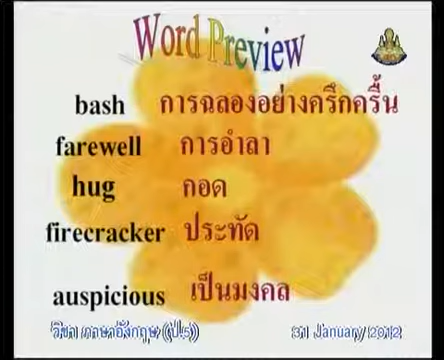 Word Preview
bash การฉลองอย่างครึกครื้น
farewell การอำลา
hug กอด
firecracker ประทัด
auspicious เป็นมงคล
วิชา ภาษาอังกฤษ (ป.5) 31 January 2012